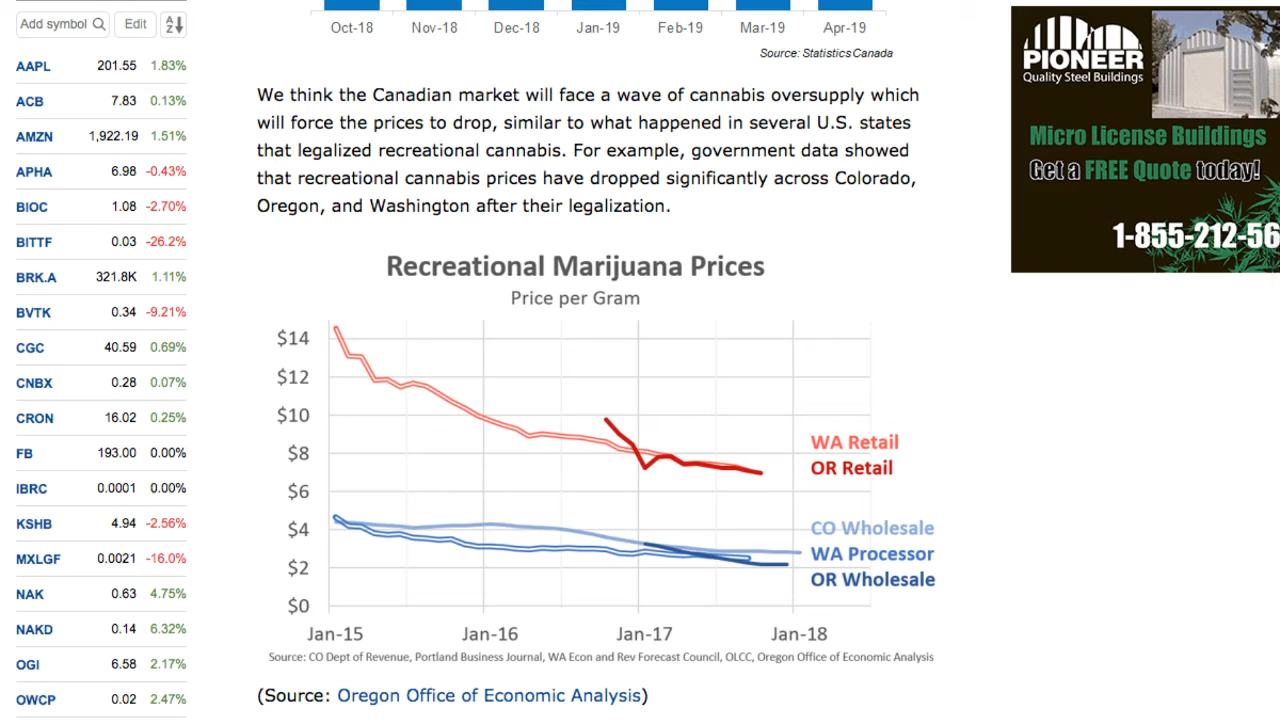 Add symbol
Edit
A
Z
AAPL 201.55 1.83%
ACB 7.83 0.13%
AMZN 1,922.19 1.51%
APHA 6.98 -0.43%
BIOC 1.08 -2.70%
BITTF 0.03 -26.2%
BRK.A 321.8K 1.11%
BVTK 0.34 -9.21%
CGC 40.59 0.69%
CNBX 0.28 0.07%
CRON 16.02 0.25%
FB 193.00 0.00%
IBRC 0.0001 0.00%
KSHB 4.94 -2.56%
MXLGF 0.0021 -16.0%
NAK 0.63 4.75%
NAKD 0.14 6.32%
OGI 6.58 2.17%
OWCP 0.02 2.47%
Oct-18 Nov-18 Dec-18 Jan-19 Feb-19 Mar-19 Apr-19
Source: Statistics Canada
We think the Canadian market will face a wave of cannabis oversupply which
will force the prices to drop, similar to what happened in several U.S. states
that legalized recreational cannabis. For example, government data showed
that recreational cannabis prices have dropped significantly across Colorado,
Oregon, and Washington after their legalization.
Recreational Marijuana Prices
Price per Gram
$14
$12
$10
$8
$6
$4
$2
$0
WA Retail
OR Retail
CO Wholesale
WA Processor
OR Wholesale
Jan-15 Jan-16 Jan-17 Jan-18
Source: CO Dept of Revenue, Portland Business Journal, WA Econ and Rev Forecast Council, OLCC, Oregon Office of Economic Analysis
(Source: Oregon Office of Economic Analysis)
PIONEER
Quality Steel Buildings
Micro License Buildings
Get a FREE Quote today!
1-855-212-56